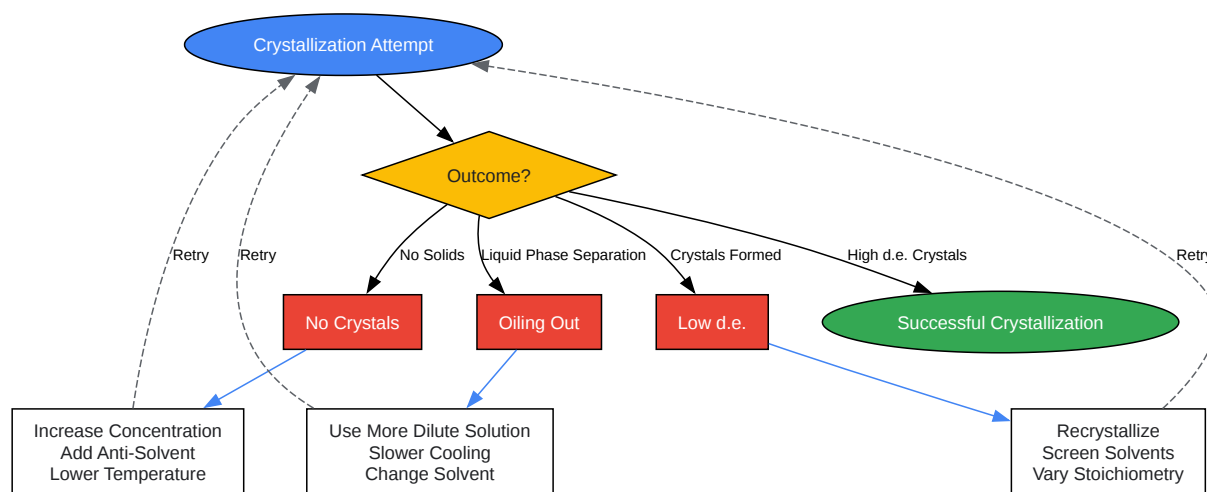 Crystallization Attempt
Outcome?
Retry
Retry
No Solids
Liquid Phase Separation
Crystals Formed
High d.e. Crystals
Retry
No Crystals
Oiling Out
Low d.e.
Successful Crystallization
Increase Concentration
Add Anti-Solvent
Lower Temperature
Use More Dilute Solution
Slower Cooling
Change Solvent
Recrystallize
Screen Solvents
Vary Stoichiometry